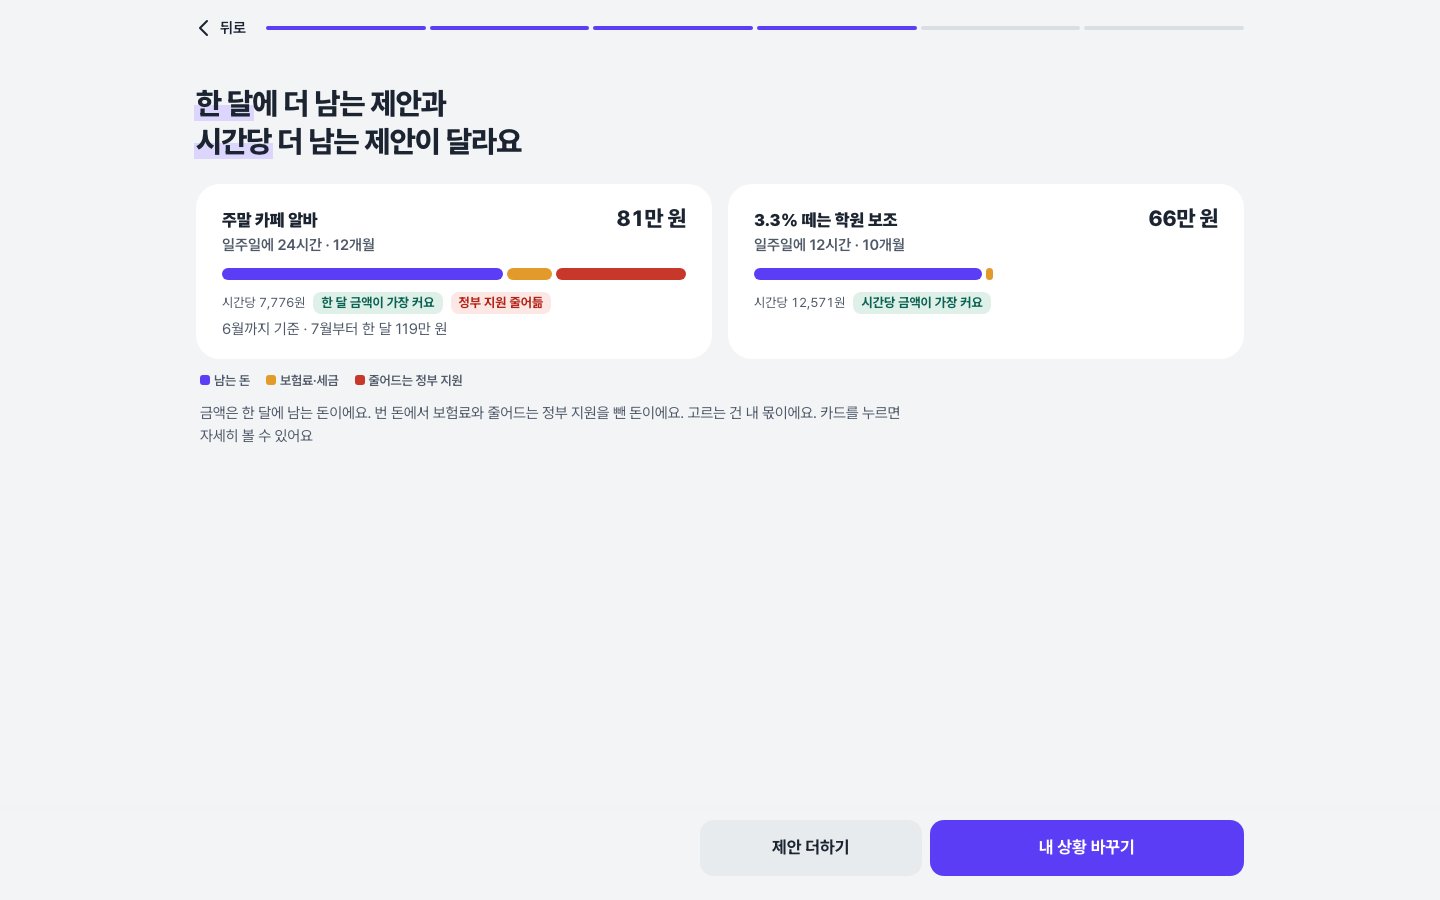 뒤로
한 달에 더 남는 제안과
시간당 더 남는 제안이 달라요
주말 카페 알바
81만 원
일주일에 24시간 · 12개월
시간당 7,776원
한 달 금액이 가장 커요
정부 지원 줄어듦
6월까지 기준 · 7월부터 한 달 119만 원
3.3% 떼는 학원 보조
66만 원
일주일에 12시간 · 10개월
시간당 12,571원
시간당 금액이 가장 커요
남는 돈
보험료·세금
줄어드는 정부 지원
금액은 한 달에 남는 돈이에요. 번 돈에서 보험료와 줄어드는 정부 지원을 뺀 돈이에요. 고르는 건 내 몫이에요. 카드를 누르면
자세히 볼 수 있어요
제안 더하기
내 상황 바꾸기